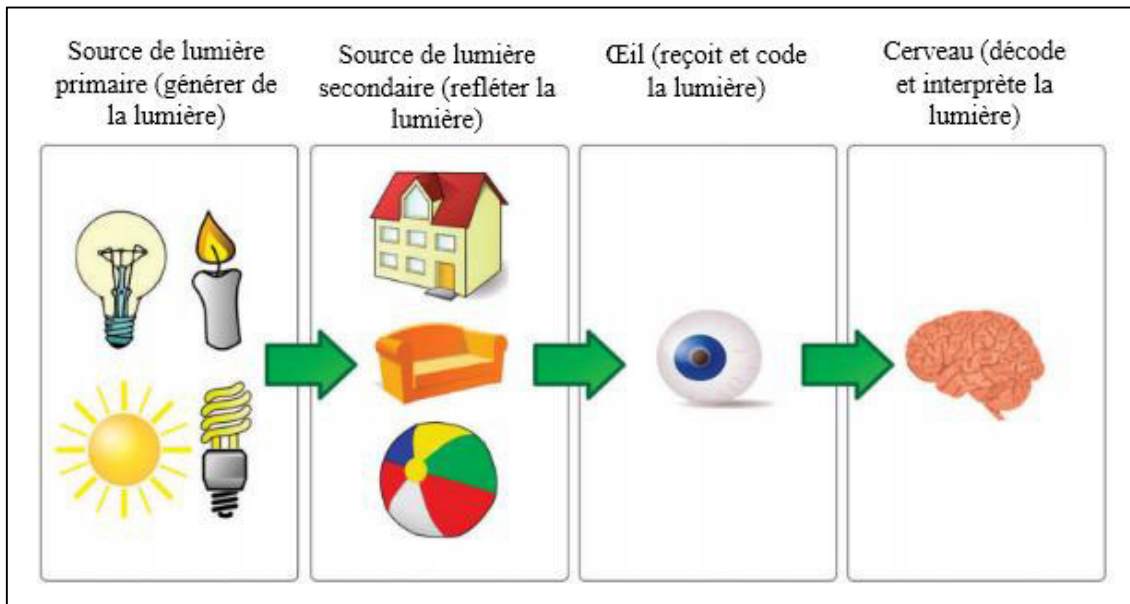 Source de lumière
primaire (générer de
la lumière)
Source de lumière
secondaire (refléter la
lumière)
Œil (reçoit et code
la lumière)
Cerveau (décode
et interprète la
lumière)